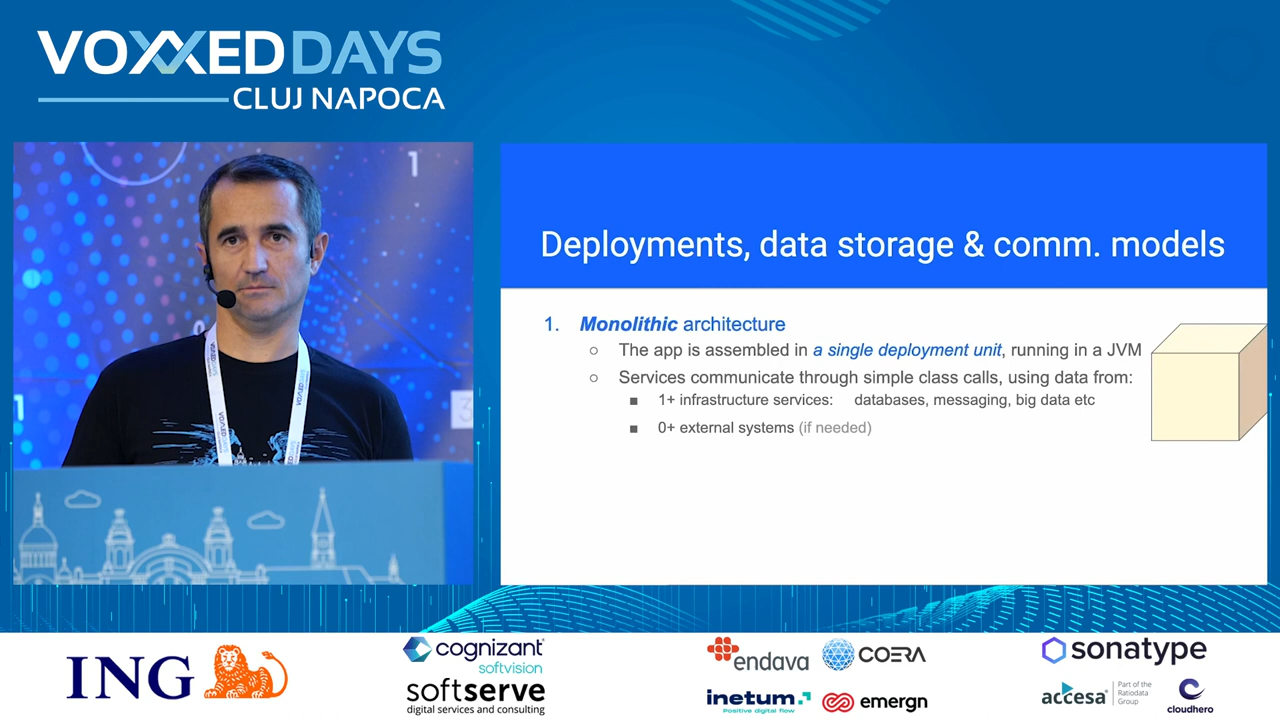 VOXXEDDAYS
CLUJ NAPOCA
1
Deployments, data storage & comm. models
1. Monolithic architecture
○ The app is assembled in a single deployment unit, running in a JVM
○ Services communicate through simple class calls, using data from:
■ 1+ infrastructure services: databases, messaging, big data etc
■ 0+ external systems (if needed)
ING
cognizant
softvision
softserve
digital services and consulting
endava
COERA
inetum.
Positive digital flow
emergn
sonatype
accesa
Part of the
Ratiodata
Group
cloudhero